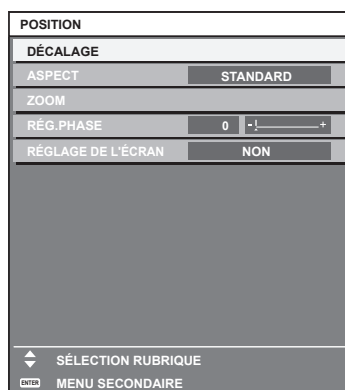 POSITION
DÉCALAGE
ASPECT STANDARD
ZOOM
RÉG.PHASE 0 - +
RÉGLAGE DE L'ÉCRAN NON
SÉLECTION RUBRIQUE
ENTER MENU SECONDAIRE